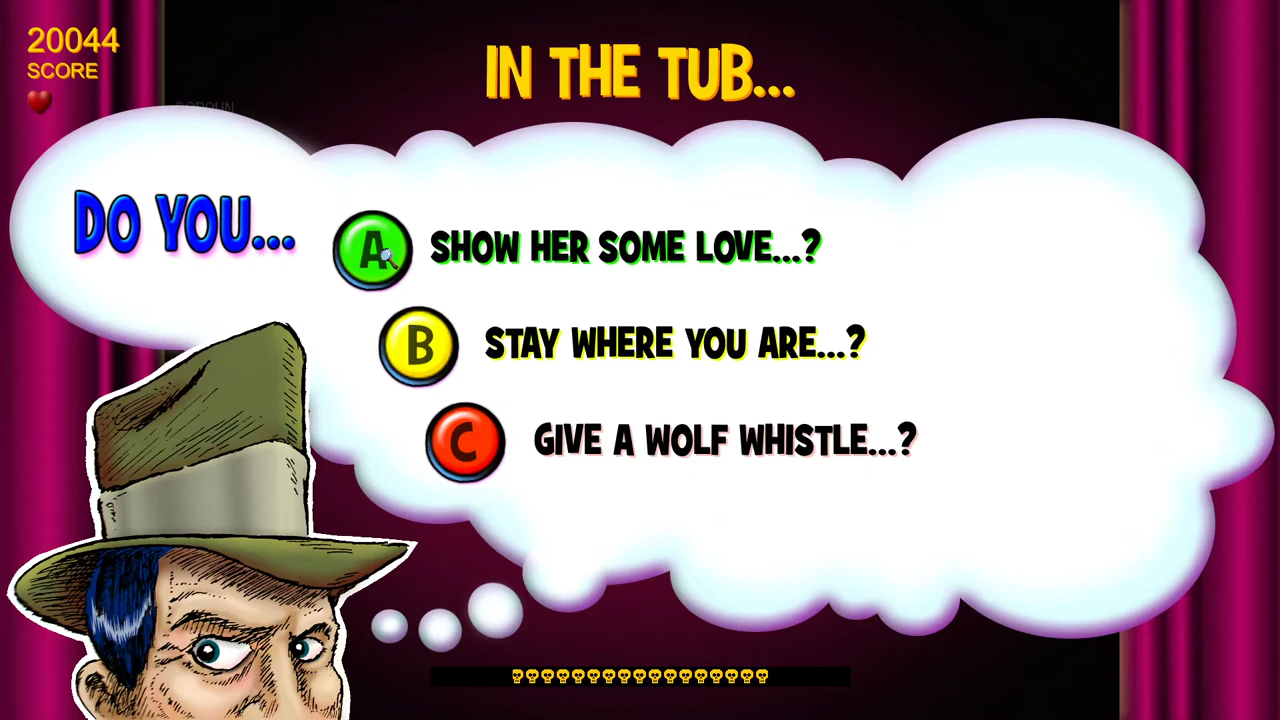 20044
SCORE
IN THE TUB...
DO YOU...
A SHOW HER SOME LOVE...?
B STAY WHERE YOU ARE...?
C GIVE A WOLF WHISTLE...?